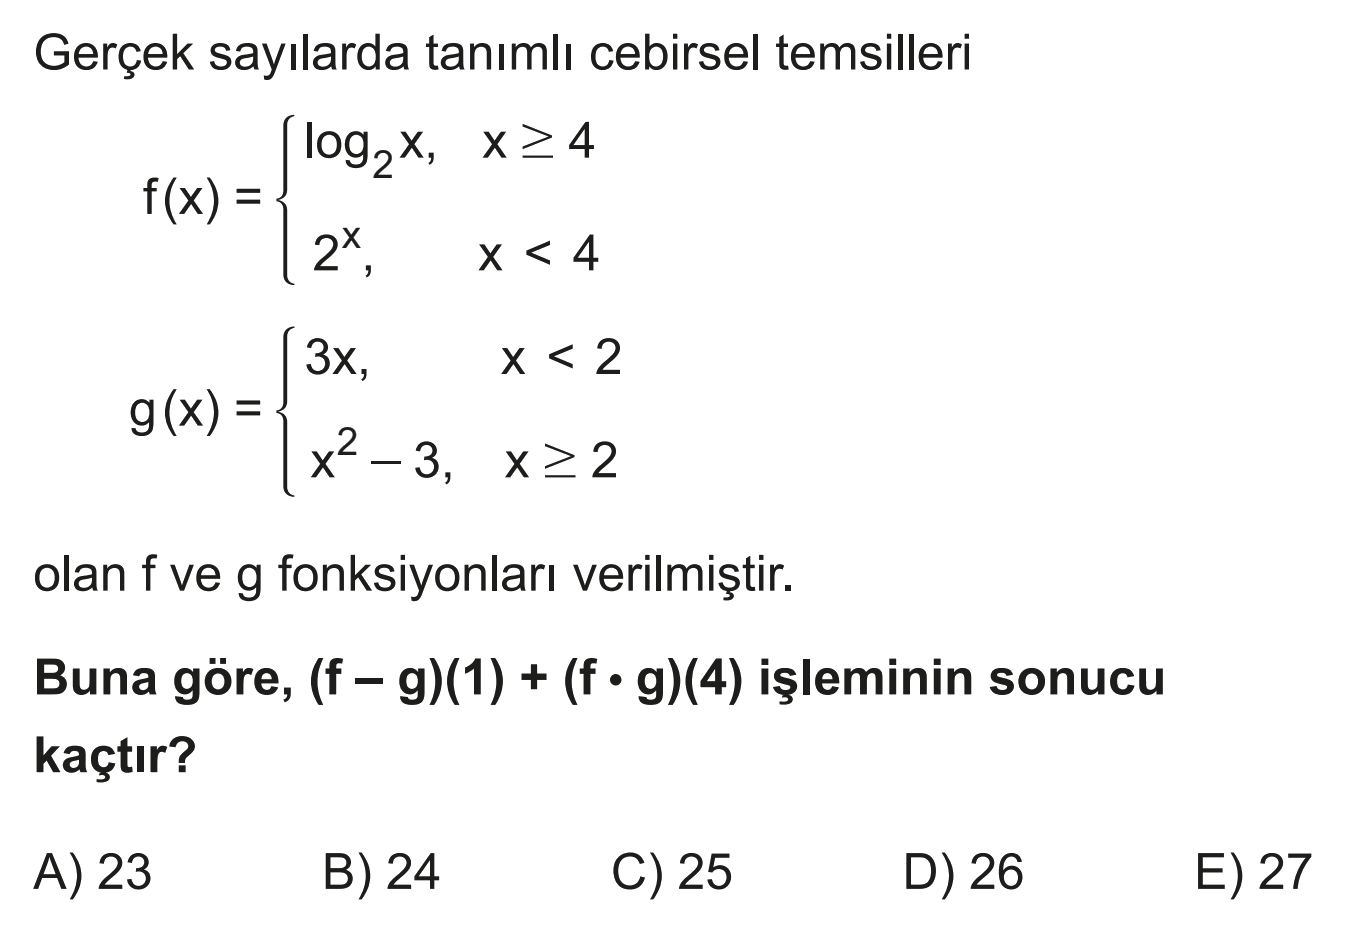 Gerçek sayılarda tanımlı cebirsel temsilleri
f(x) = { log₂x, x ≥ 4
2ˣ, x < 4
g(x) = { 3x, x < 2
x² – 3, x ≥ 2
olan f ve g fonksiyonları verilmiştir.
Buna göre, (f – g)(1) + (f • g)(4) işleminin sonucu
kaçtır?
A) 23 B) 24 C) 25 D) 26 E) 27